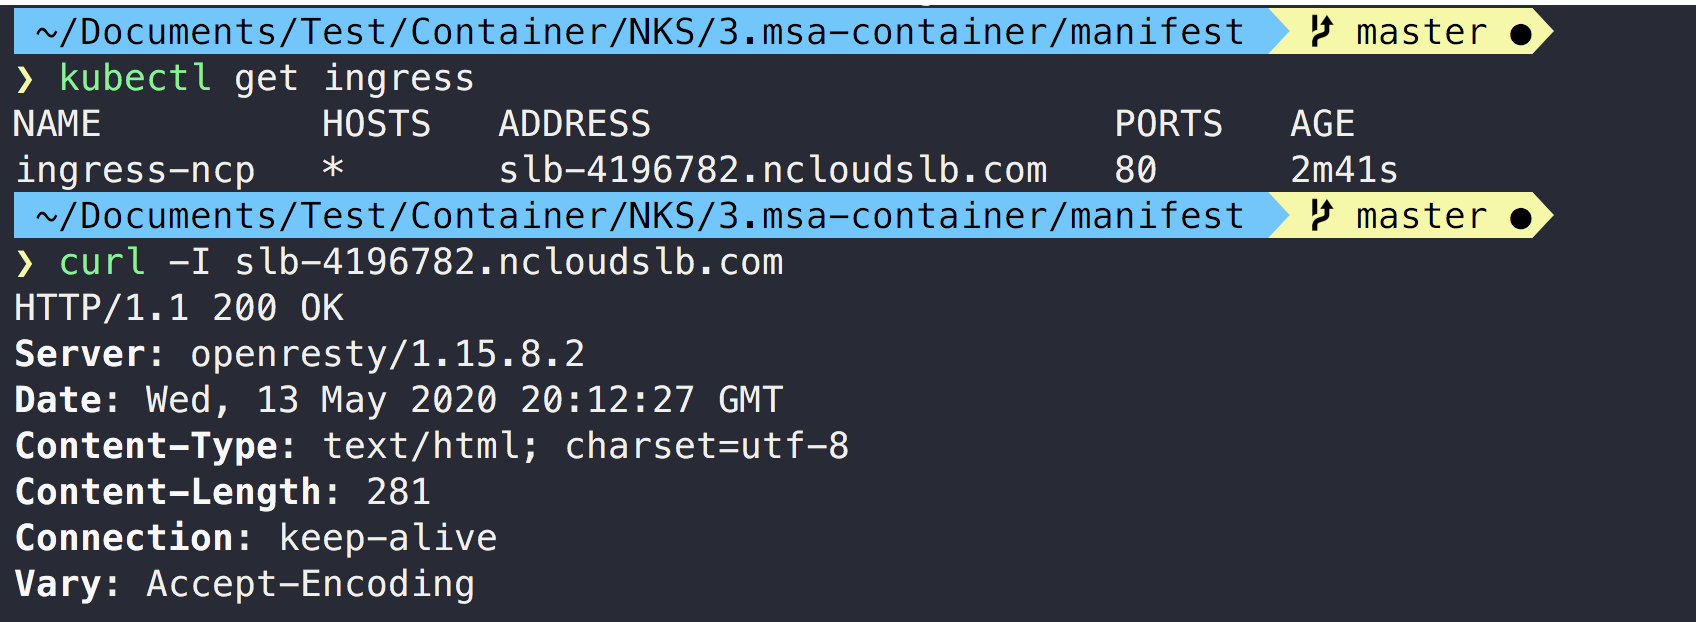 ~/Documents/Test/Container/NKS/3.msa-container/manifest master ●
❯ kubectl get ingress
NAME HOSTS ADDRESS PORTS AGE
ingress-ncp * slb-4196782.ncloudslb.com 80 2m41s
~/Documents/Test/Container/NKS/3.msa-container/manifest master ●
❯ curl -I slb-4196782.ncloudslb.com
HTTP/1.1 200 OK
Server: openresty/1.15.8.2
Date: Wed, 13 May 2020 20:12:27 GMT
Content-Type: text/html; charset=utf-8
Content-Length: 281
Connection: keep-alive
Vary: Accept-Encoding